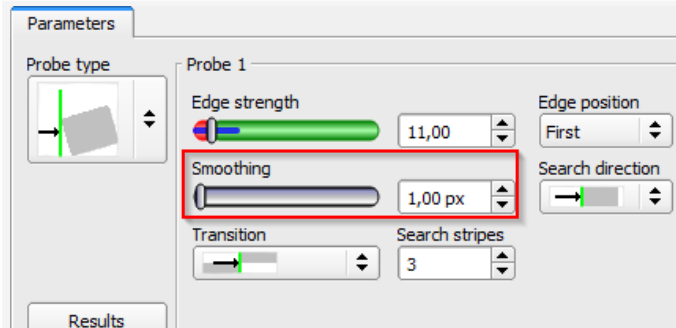 Parameters
Probe type
Probe 1
Edge strength
Edge position
11,00
First
Smoothing
Search direction
1,00 px
Transition
Search stripes
3
Results